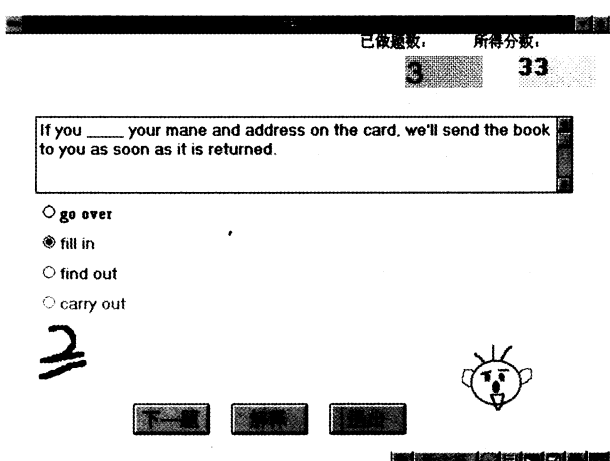 已做题数: 所得分数:
3 33
If you ____ your mane and address on the card, we'll send the book
to you as soon as it is returned.
go over
fill in
find out
carry out
2
下一题